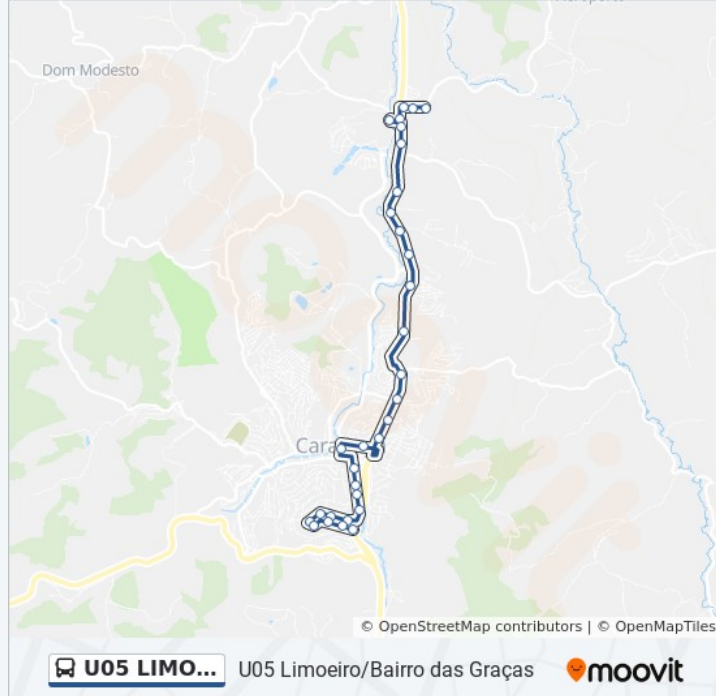 Dom Modesto
Cara
© OpenStreetMap contributors | © OpenMapTiles
U05 LIMO...
U05 Limoeiro/Bairro das Graças
moovit